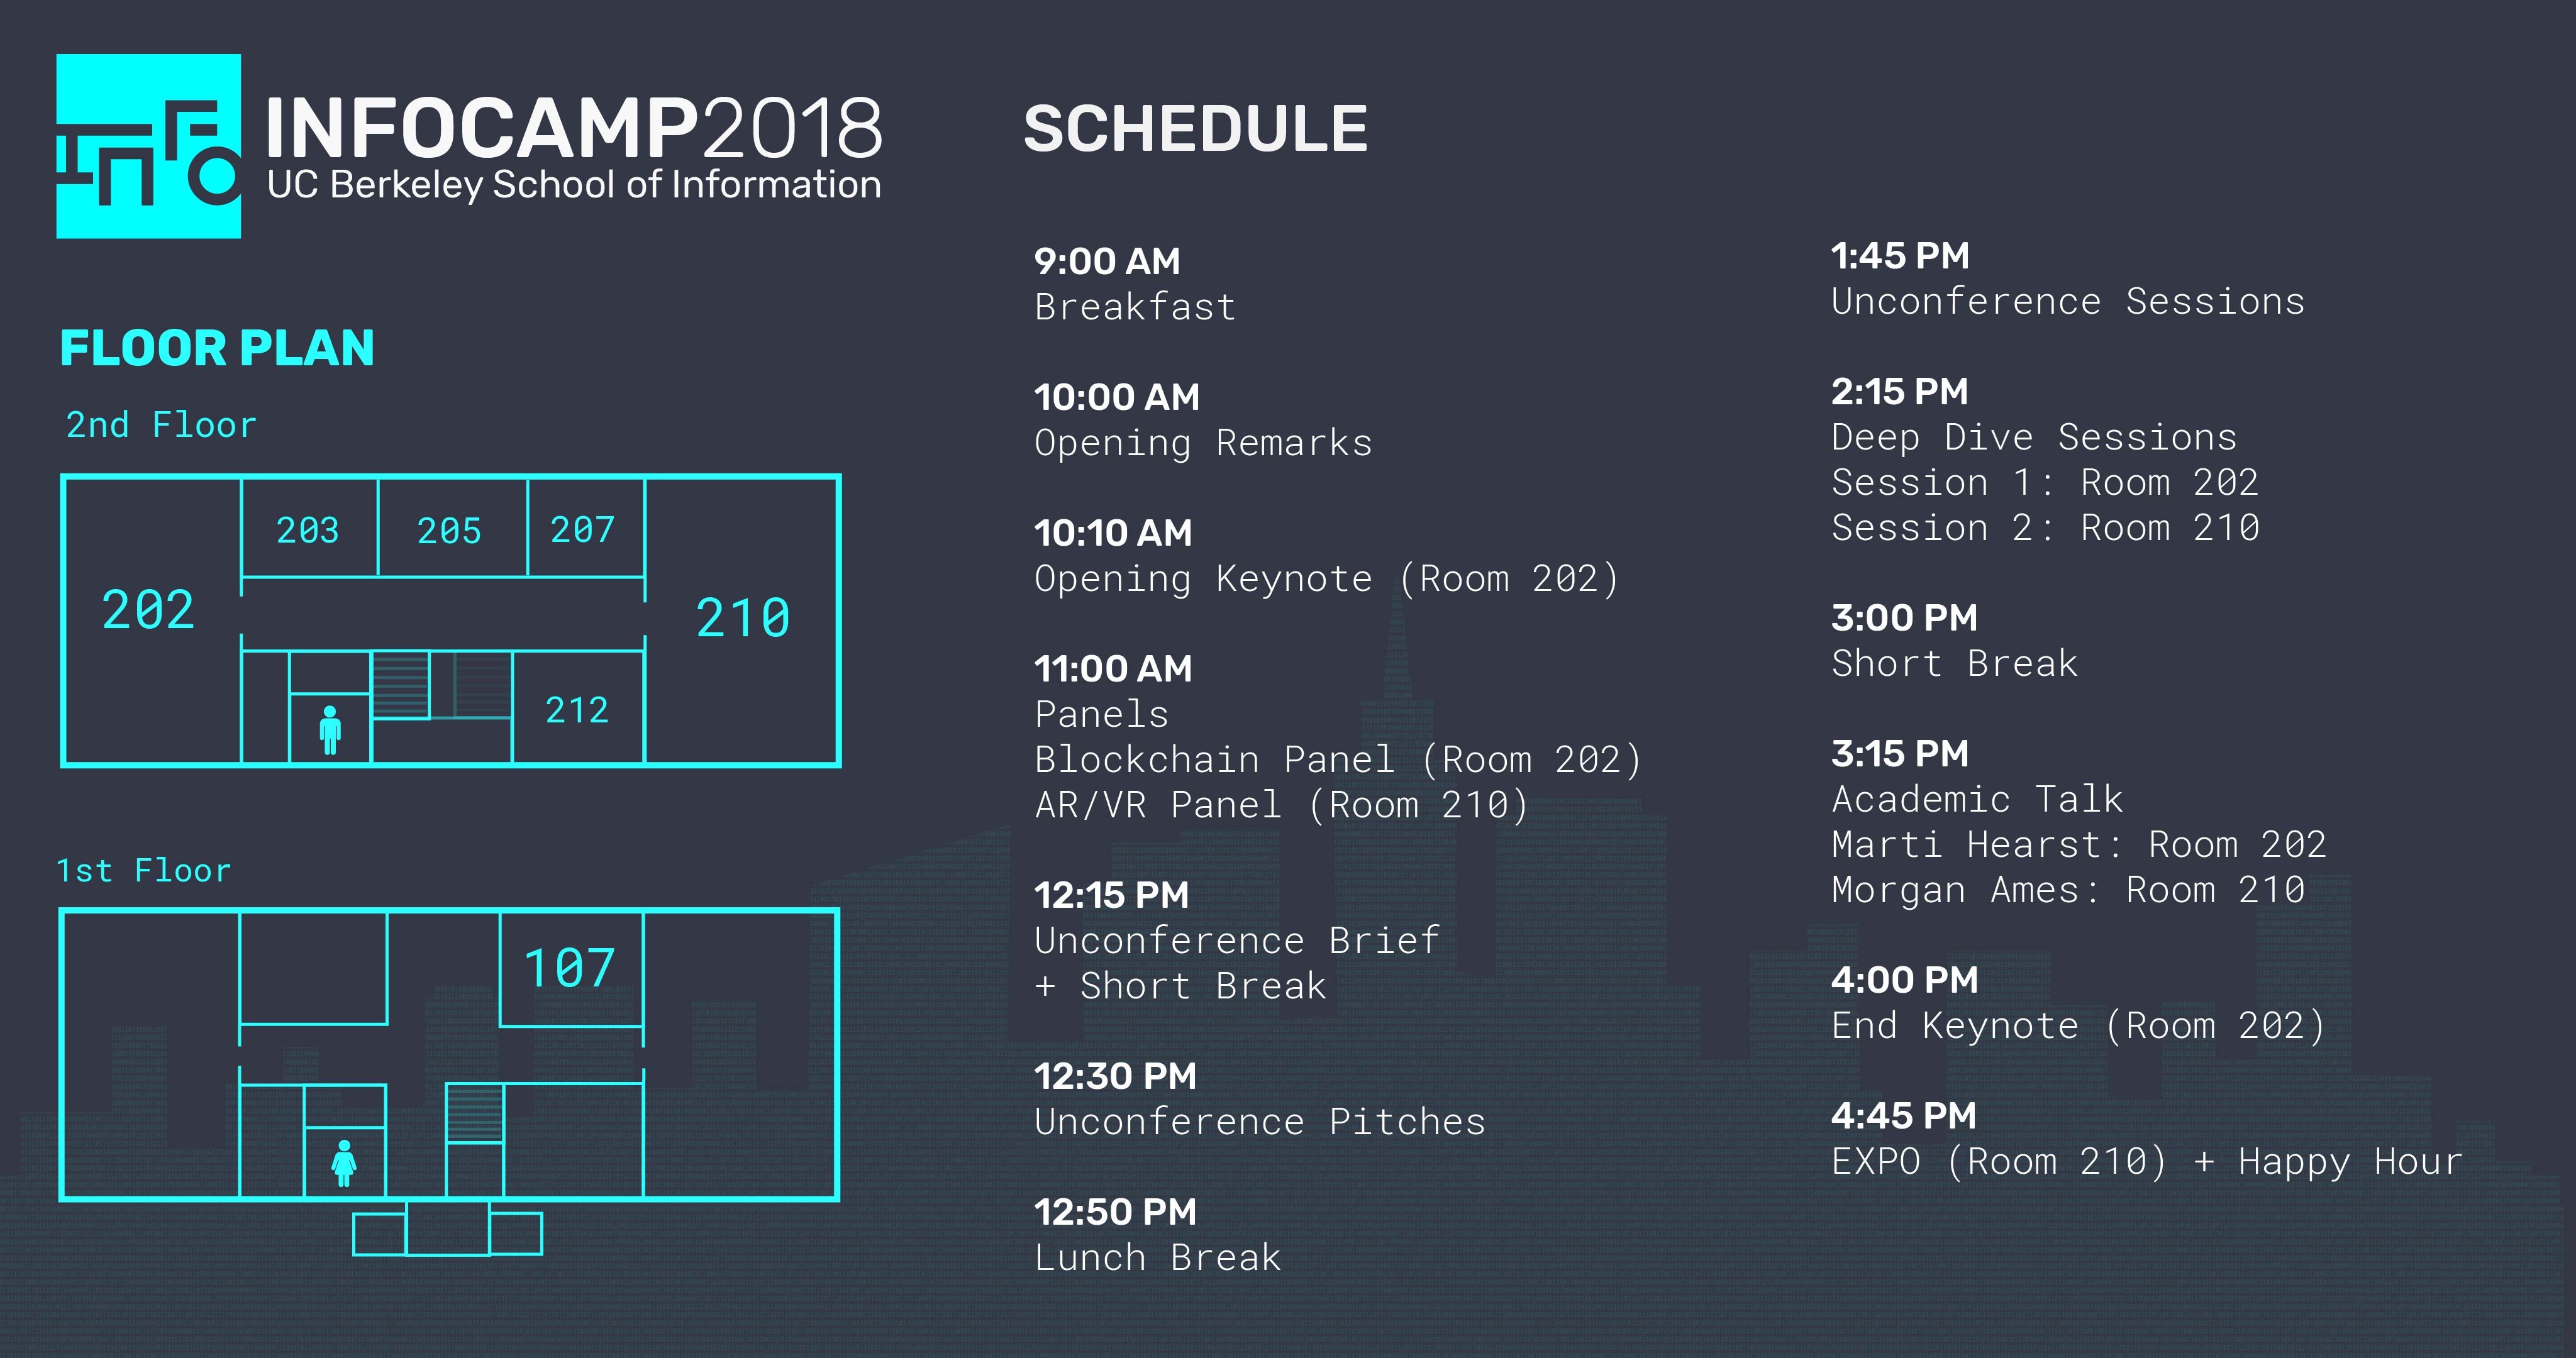 INFO
INFOCAMP2018
UC Berkeley School of Information
FLOOR PLAN
2nd Floor
203
205
207
202
210
212
1st Floor
107
SCHEDULE
9:00 AM
Breakfast
10:00 AM
Opening Remarks
10:10 AM
Opening Keynote (Room 202)
11:00 AM
Panels
Blockchain Panel (Room 202)
AR/VR Panel (Room 210)
12:15 PM
Unconference Brief
+ Short Break
12:30 PM
Unconference Pitches
12:50 PM
Lunch Break
1:45 PM
Unconference Sessions
2:15 PM
Deep Dive Sessions
Session 1: Room 202
Session 2: Room 210
3:00 PM
Short Break
3:15 PM
Academic Talk
Marti Hearst: Room 202
Morgan Ames: Room 210
4:00 PM
End Keynote (Room 202)
4:45 PM
EXPO (Room 210) + Happy Hour